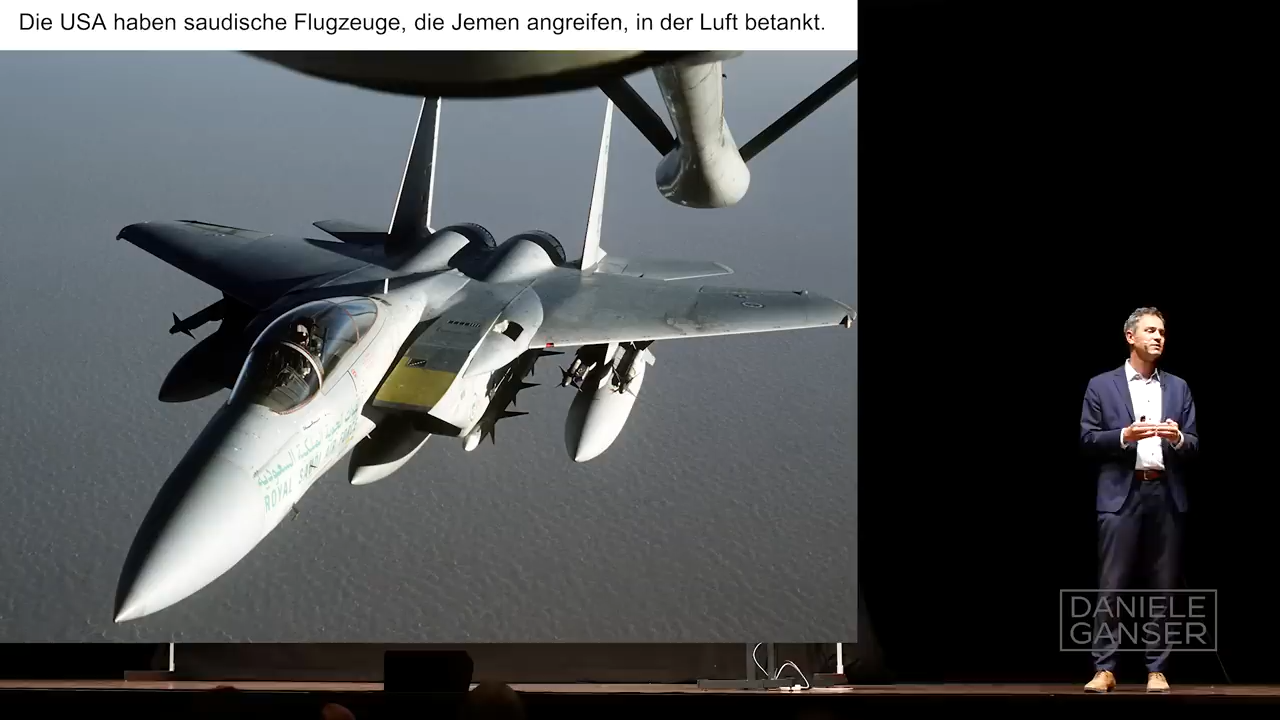 Die USA haben saudische Flugzeuge, die Jemen angreifen, in der Luft betankt.
ROYAL SAUDI AIR FORCE
DANIELE
GANSER